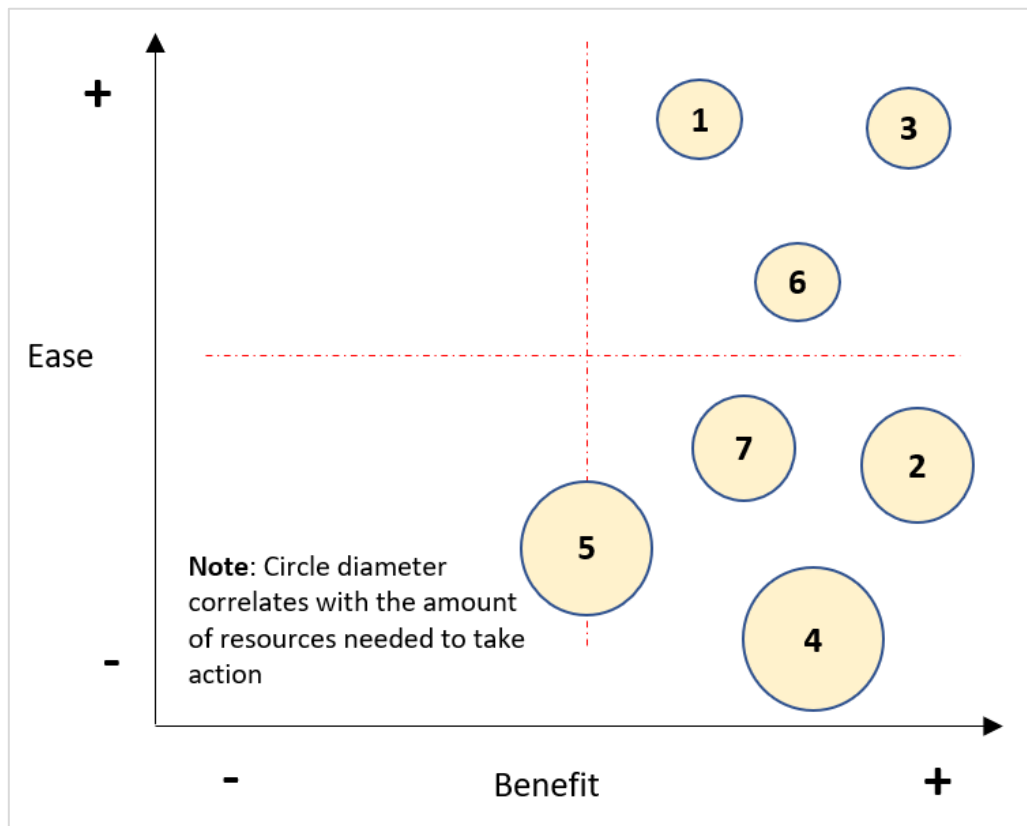 +
1
3
6
Ease
7
2
5
Note: Circle diameter
correlates with the amount
of resources needed to take
action
4
-
-
Benefit
+